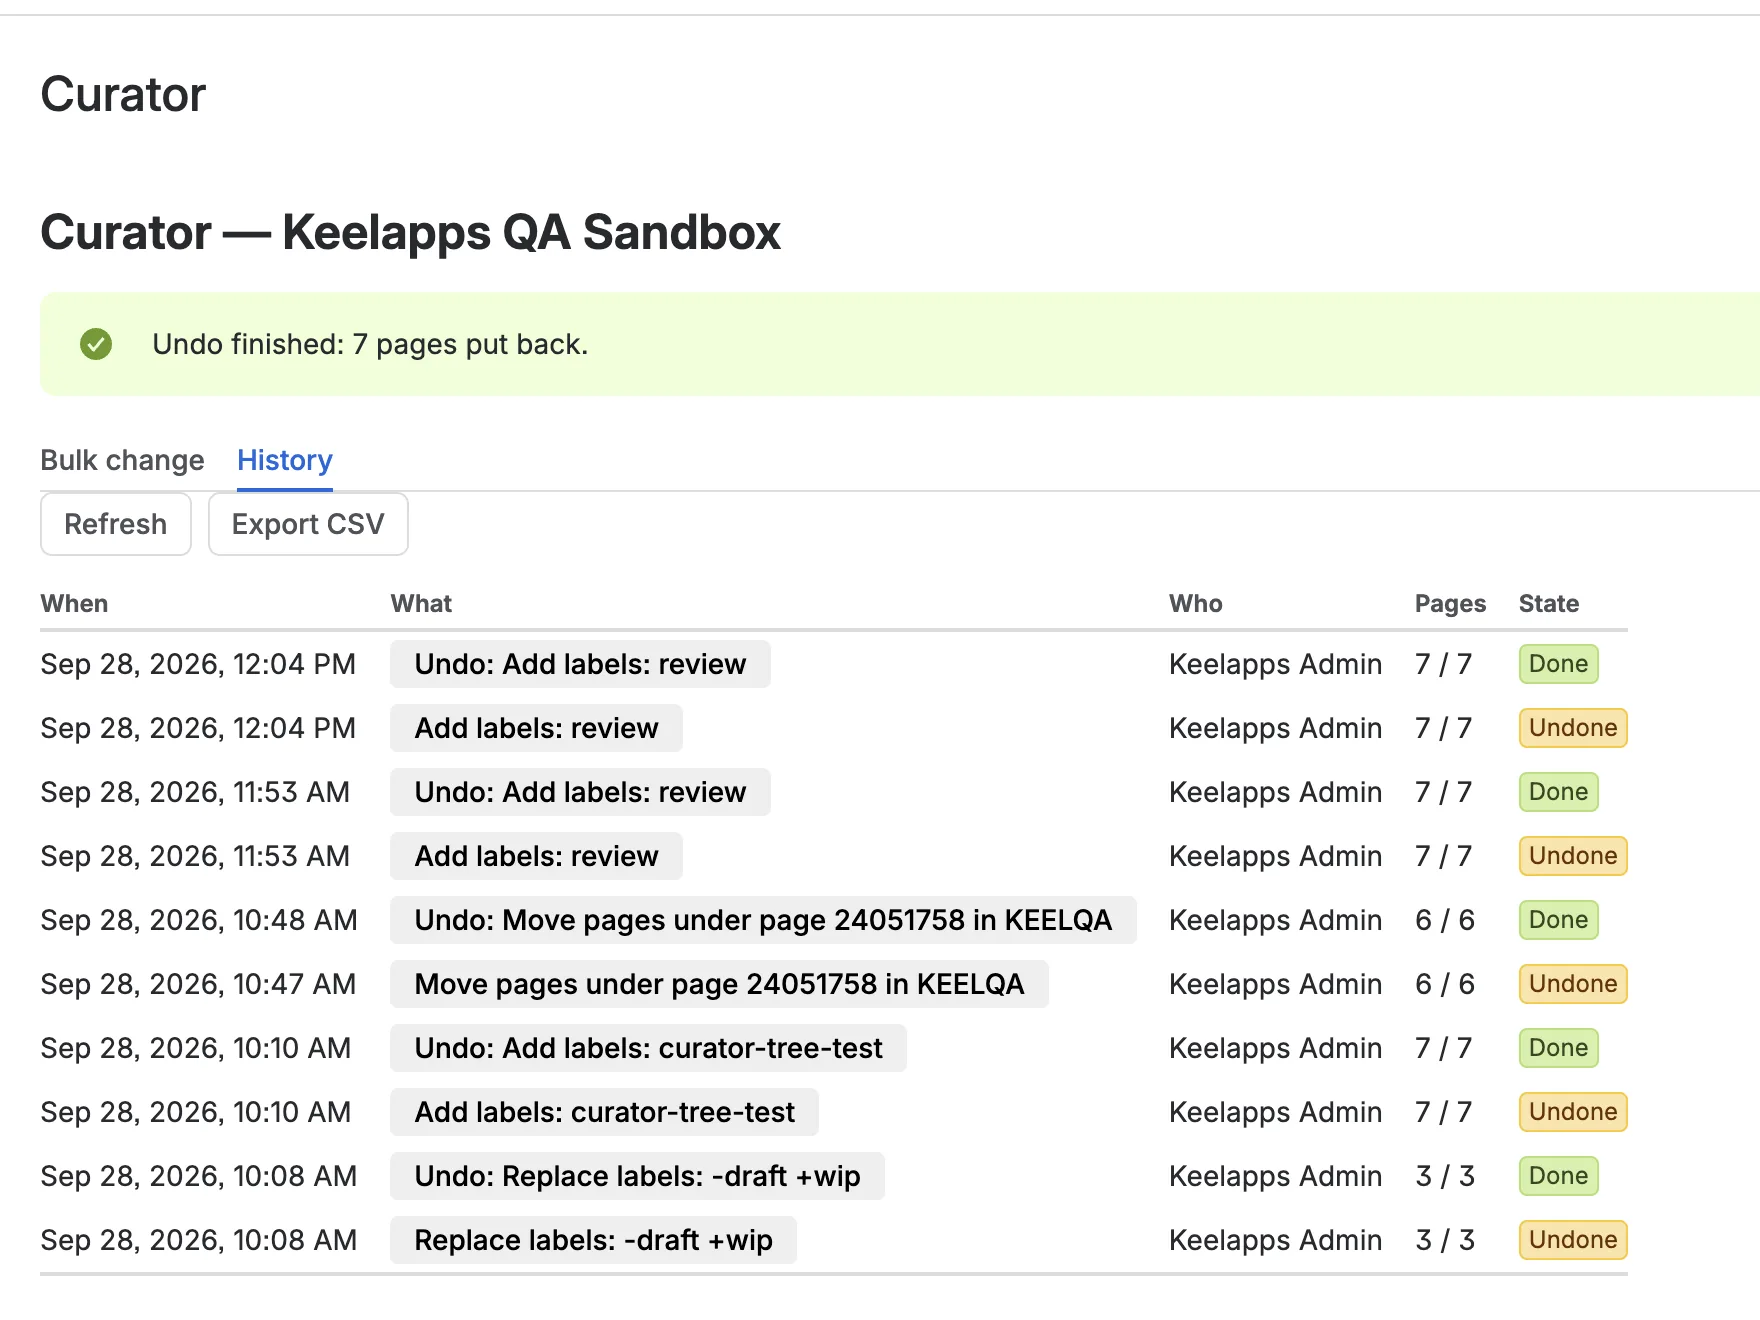 Curator
Curator — Keelapps QA Sandbox
Undo finished: 7 pages put back.
Bulk change History
Refresh Export CSV
When What Who Pages State
Sep 28, 2026, 12:04 PM Undo: Add labels: review Keelapps Admin 7 / 7 Done
Sep 28, 2026, 12:04 PM Add labels: review Keelapps Admin 7 / 7 Undone
Sep 28, 2026, 11:53 AM Undo: Add labels: review Keelapps Admin 7 / 7 Done
Sep 28, 2026, 11:53 AM Add labels: review Keelapps Admin 7 / 7 Undone
Sep 28, 2026, 10:48 AM Undo: Move pages under page 24051758 in KEELQA Keelapps Admin 6 / 6 Done
Sep 28, 2026, 10:47 AM Move pages under page 24051758 in KEELQA Keelapps Admin 6 / 6 Undone
Sep 28, 2026, 10:10 AM Undo: Add labels: curator-tree-test Keelapps Admin 7 / 7 Done
Sep 28, 2026, 10:10 AM Add labels: curator-tree-test Keelapps Admin 7 / 7 Undone
Sep 28, 2026, 10:08 AM Undo: Replace labels: -draft +wip Keelapps Admin 3 / 3 Done
Sep 28, 2026, 10:08 AM Replace labels: -draft +wip Keelapps Admin 3 / 3 Undone